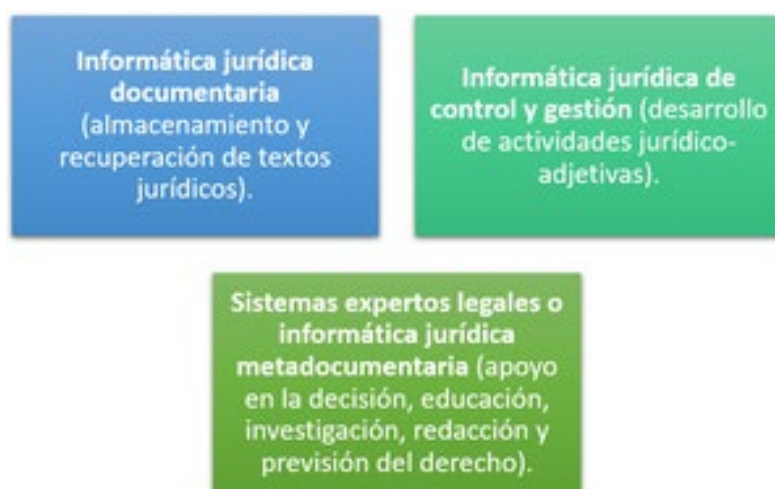 Informática jurídica
documentaria
(almacenamiento y
recuperación de textos
jurídicos).
Informática jurídica de
control y gestión (desarrollo
de actividades jurídico-
adjetivas).
Sistemas expertos legales o
informática jurídica
metadocumentaria (apoyo
en la decisión, educación,
investigación, redacción y
previsión del derecho).